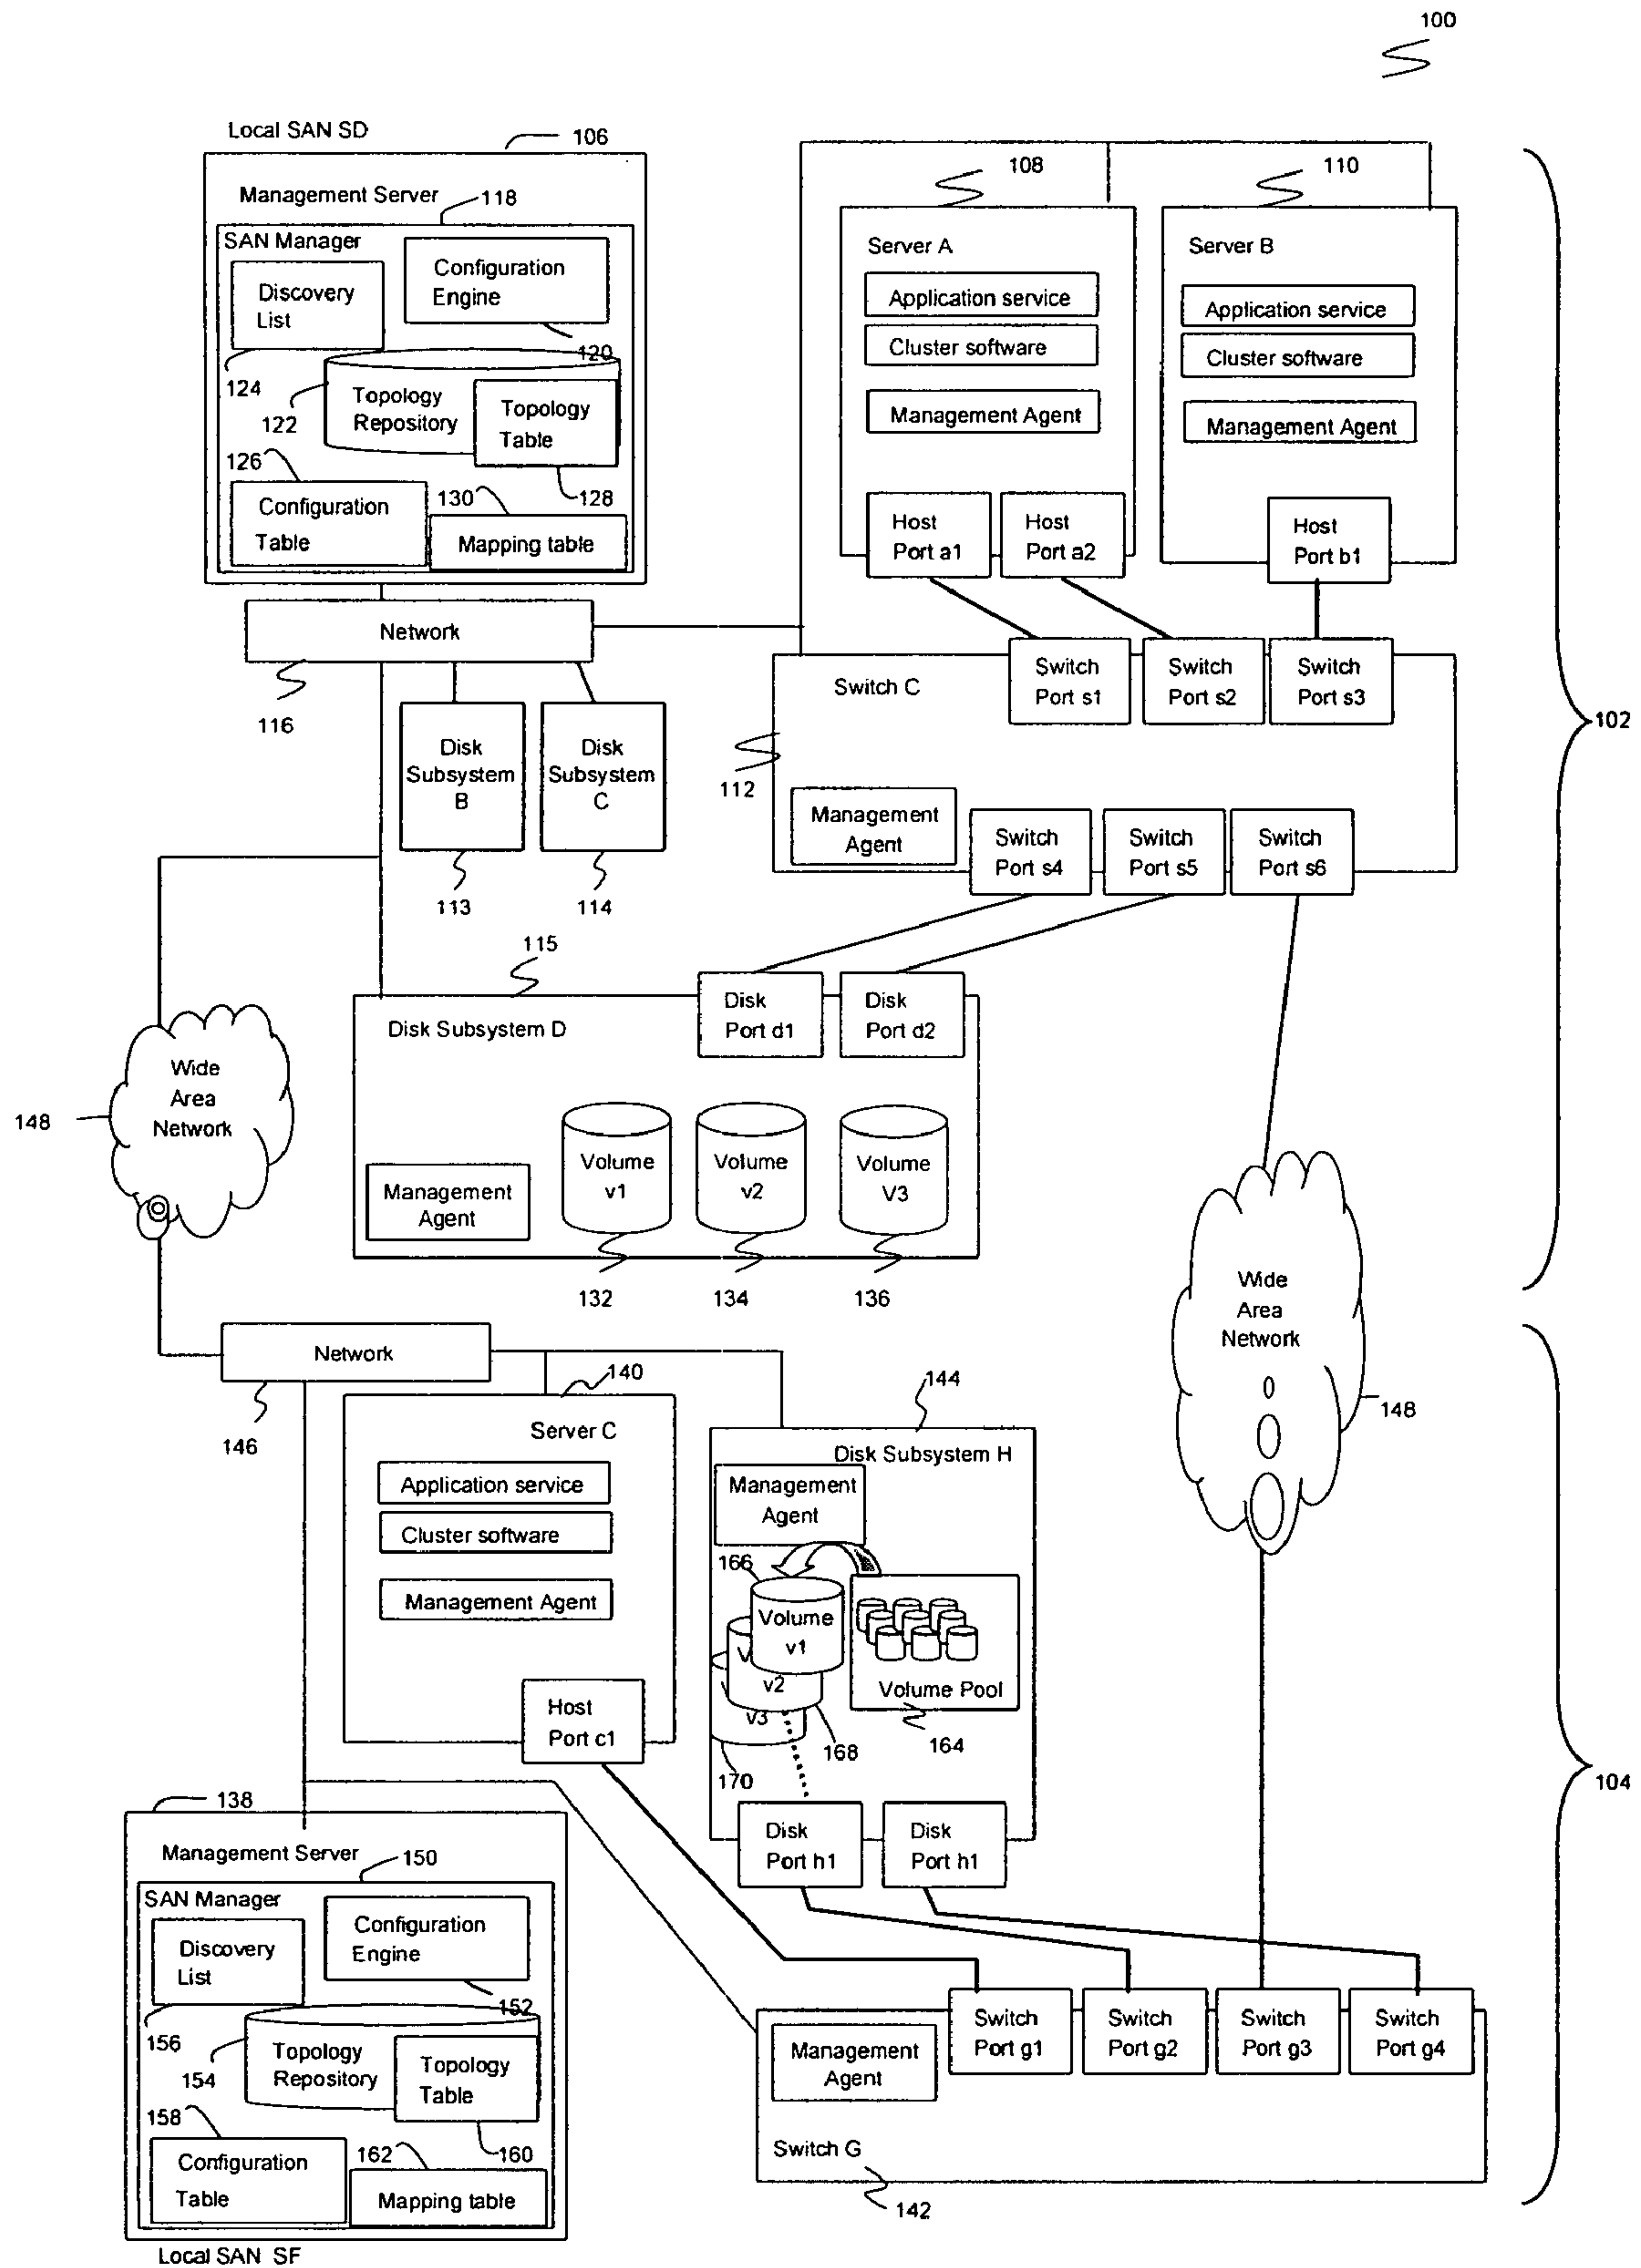 100
Local SAN SD
106
Management Server
118
SAN Manager
Configuration
Engine
Discovery
List
120
124
122
Topology
Repository
Topology
Table
126
128
130
Configuration
Table
Mapping table
108
110
Server A
Application service
Cluster software
Management Agent
Host
Port a1
Host
Port a2
Server B
Application service
Cluster software
Management Agent
Host
Port b1
102
Network
116
Disk
Subsystem
B
113
Disk
Subsystem
C
114
Switch C
112
Switch
Port s1
Switch
Port s2
Switch
Port s3
Management
Agent
Switch
Port s4
Switch
Port s5
Switch
Port s6
115
Disk Subsystem D
Disk
Port d1
Disk
Port d2
Management
Agent
Volume
v1
Volume
v2
Volume
V3
132
134
136
Wide
Area
Network
148
Wide
Area
Network
148
Network
146
140
Server C
Application service
Cluster software
Management Agent
Host
Port c1
144
Disk Subsystem H
Management
Agent
166
Volume
v1
V
v2
v3
168
170
Volume Pool
164
Disk
Port h1
Disk
Port h1
104
138
Management Server
150
SAN Manager
Configuration
Engine
Discovery
List
152
156
154
Topology
Repository
Topology
Table
158
160
162
Configuration
Table
Mapping table
Local SAN SF
Switch
Port g1
Switch
Port g2
Switch
Port g3
Switch
Port g4
Management
Agent
Switch G
142